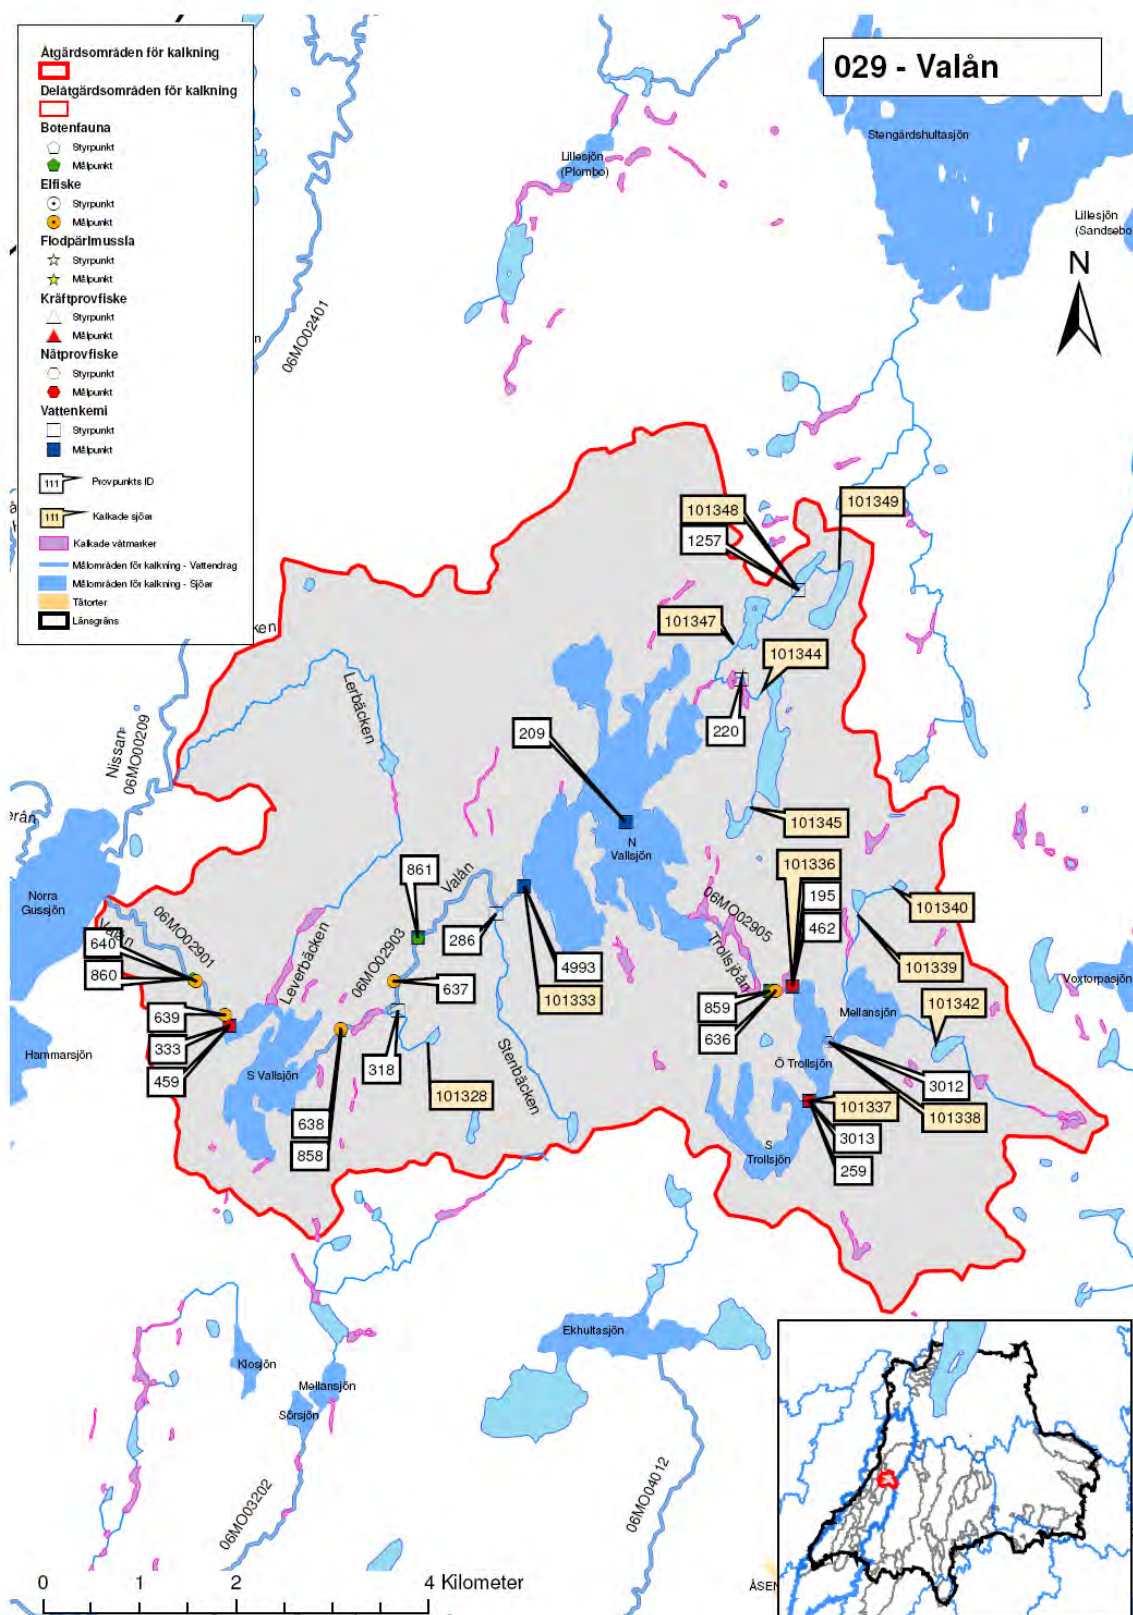 029 - Valån
Åtgärdsområden för kalkning
Delåtgärdsområden för kalkning
Botenfauna
Styrpunkt
Målpunkt
Elfiske
Styrpunkt
Målpunkt
Flodpärlmussla
Styrpunkt
Målpunkt
Kräftprovfiske
Styrpunkt
Målpunkt
Nätprovfiske
Styrpunkt
Målpunkt
Vattenkemi
Styrpunkt
Målpunkt
111 Provpunkts ID
111 Kalkade sjöar
Kalkade våtmarker
Målområden för kalkning - Vattendrag
Målområden för kalkning - Sjöar
Tätorter
Länsgräns
Stengårdshultasjön
Lillesjön
(Plombo)
Lillesjön
(Sandsebo
N
06MO02401
101348
101349
1257
101347
101344
220
209
Lerbäcken
Nissan
06MO00209
N
Vallsjön
101345
101336
195
462
101340
101339
101342
861
Valån
286
4993
101333
06MO02905
Trollsjöån
Norra
Gussjön
06MO02901
Valån
640
860
639
333
459
Leverbäcken
06MO02903
637
859
636
Mellansjön
Voxtorpasjön
Hammarsjön
S Vallsjön
318
101328
Stenbäcken
Ö Trollsjön
3012
101338
638
858
101337
3013
259
S
Trollsjön
Ekhultasjön
Klosjön
Mellansjön
Sörsjön
06MO03202
06MO04012
0 1 2 4 Kilometer
ÅSEN